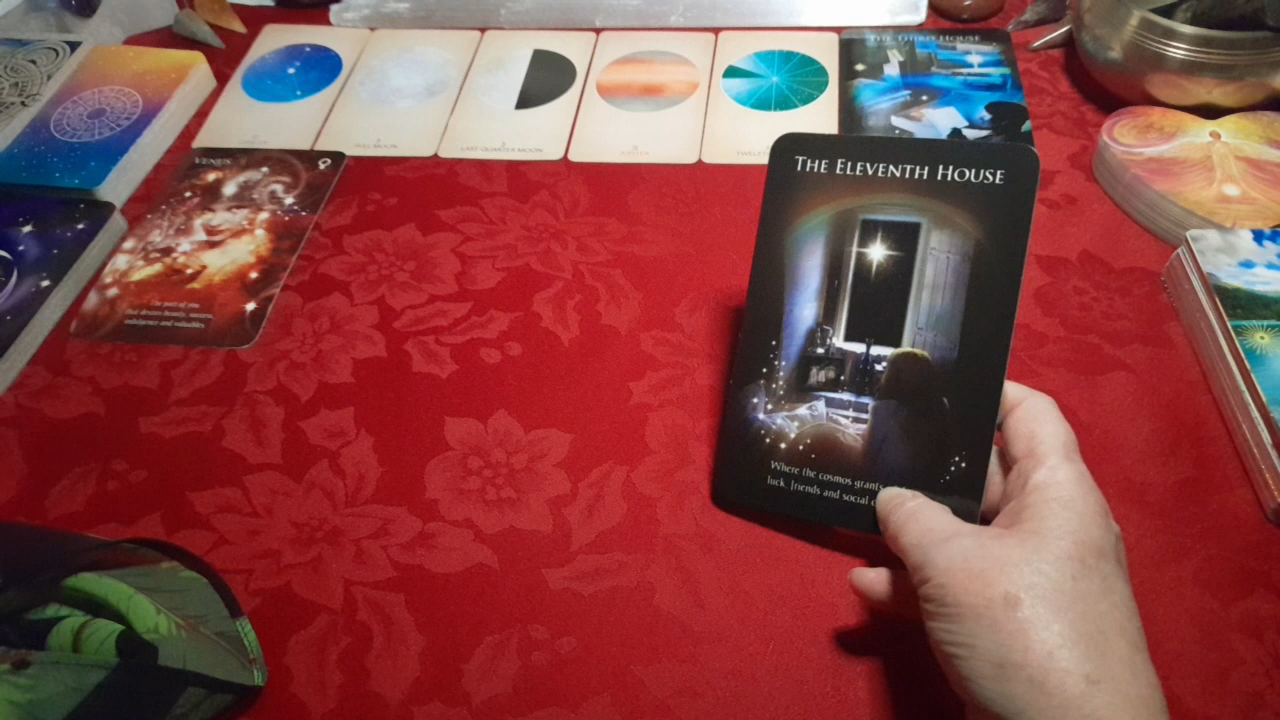 THE THIRD HOUSE
FULL MOON
LAST QUARTER MOON
JUPITER
VENUS
The part of you
that desires beauty, success,
indulgence and valuables
THE ELEVENTH HOUSE
Where the cosmos grants
luck, friends and social